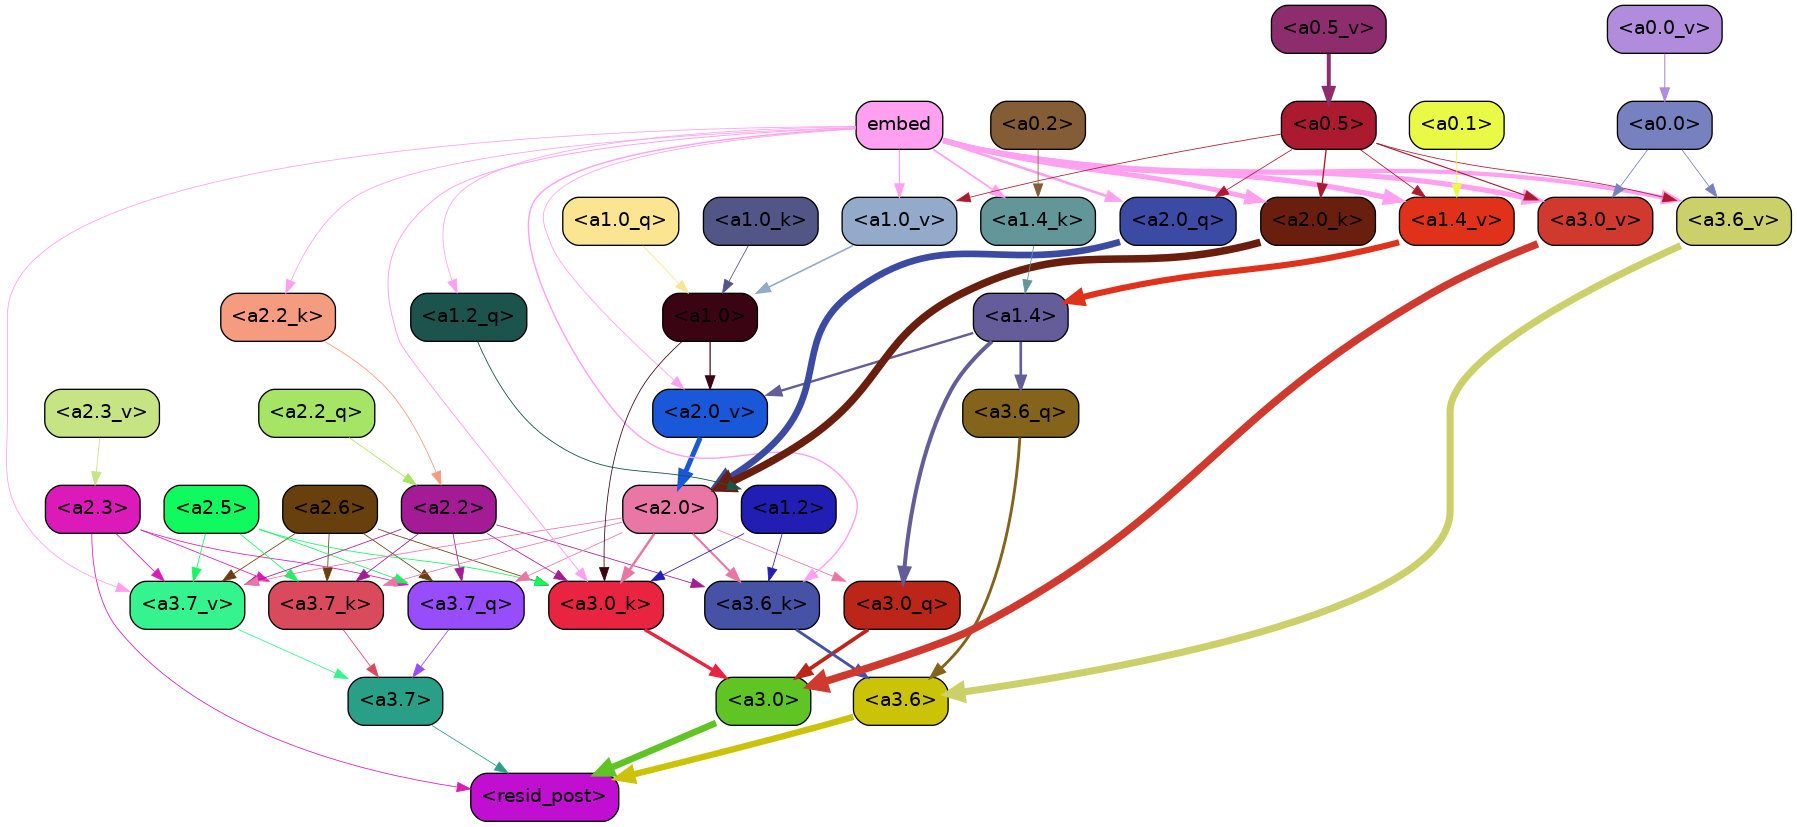 <a0.5_v> <a0.0_v>
embed <a0.2> <a0.5> <a0.1> <a0.0>
<a1.0_q> <a1.0_k> <a1.0_v> <a1.4_k> <a2.0_q> <a2.0_k> <a1.4_v> <a3.0_v> <a3.6_v>
<a2.2_k> <a1.2_q> <a1.0> <a1.4>
<a2.3_v> <a2.2_q> <a2.0_v> <a3.6_q>
<a2.3> <a2.5> <a2.6> <a2.2> <a2.0> <a1.2>
<a3.7_v> <a3.7_k> <a3.7_q> <a3.0_k> <a3.6_k> <a3.0_q>
<a3.7> <a3.0> <a3.6>
<resid_post>